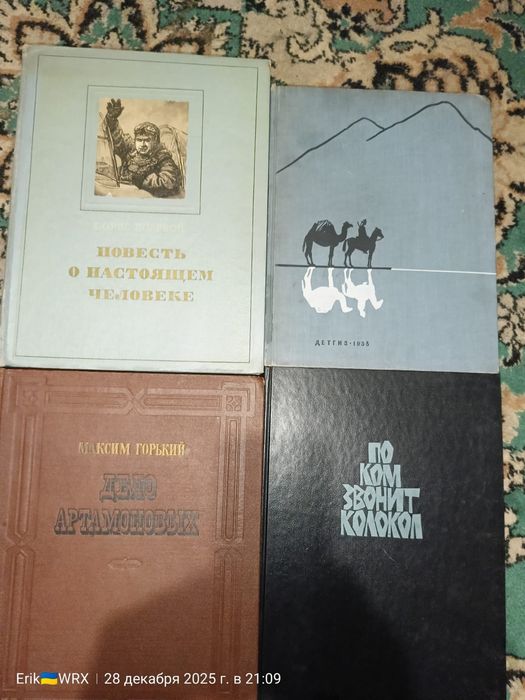 БОРИС ПОЛЕВОЙ
ПОВЕСТЬ
О НАСТОЯЩЕМ
ЧЕЛОВЕКЕ
ДЕТГИЗ • 1958
МАКСИМ ГОРЬКИЙ
ДЕЛО
АРТАМОНОВЫХ
ПО
КОМ
ЗВОНИТ
КОЛОКОЛ
Erik🇺🇦WRX | 28 декабря 2025 г. в 21:09